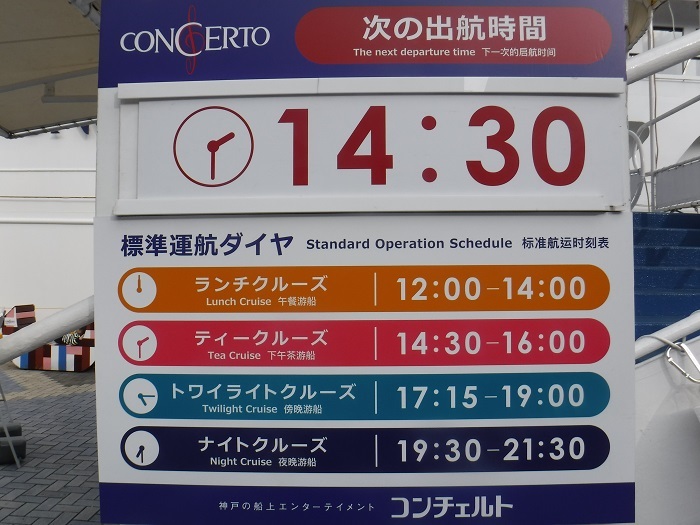 CONCERTO
次の出航時間
The next departure time 下一次的启航时间
14:30
標準運航ダイヤ Standard Operation Schedule 标准航运时刻表
ランチクルーズ 12:00-14:00
Lunch Cruise 午餐游船
ティークルーズ 14:30-16:00
Tea Cruise 下午茶游船
トワイライトクルーズ 17:15-19:00
Twilight Cruise 傍晚游船
ナイトクルーズ 19:30-21:30
Night Cruise 夜晚游船
神戸の船上エンターテイメント コンチェルト